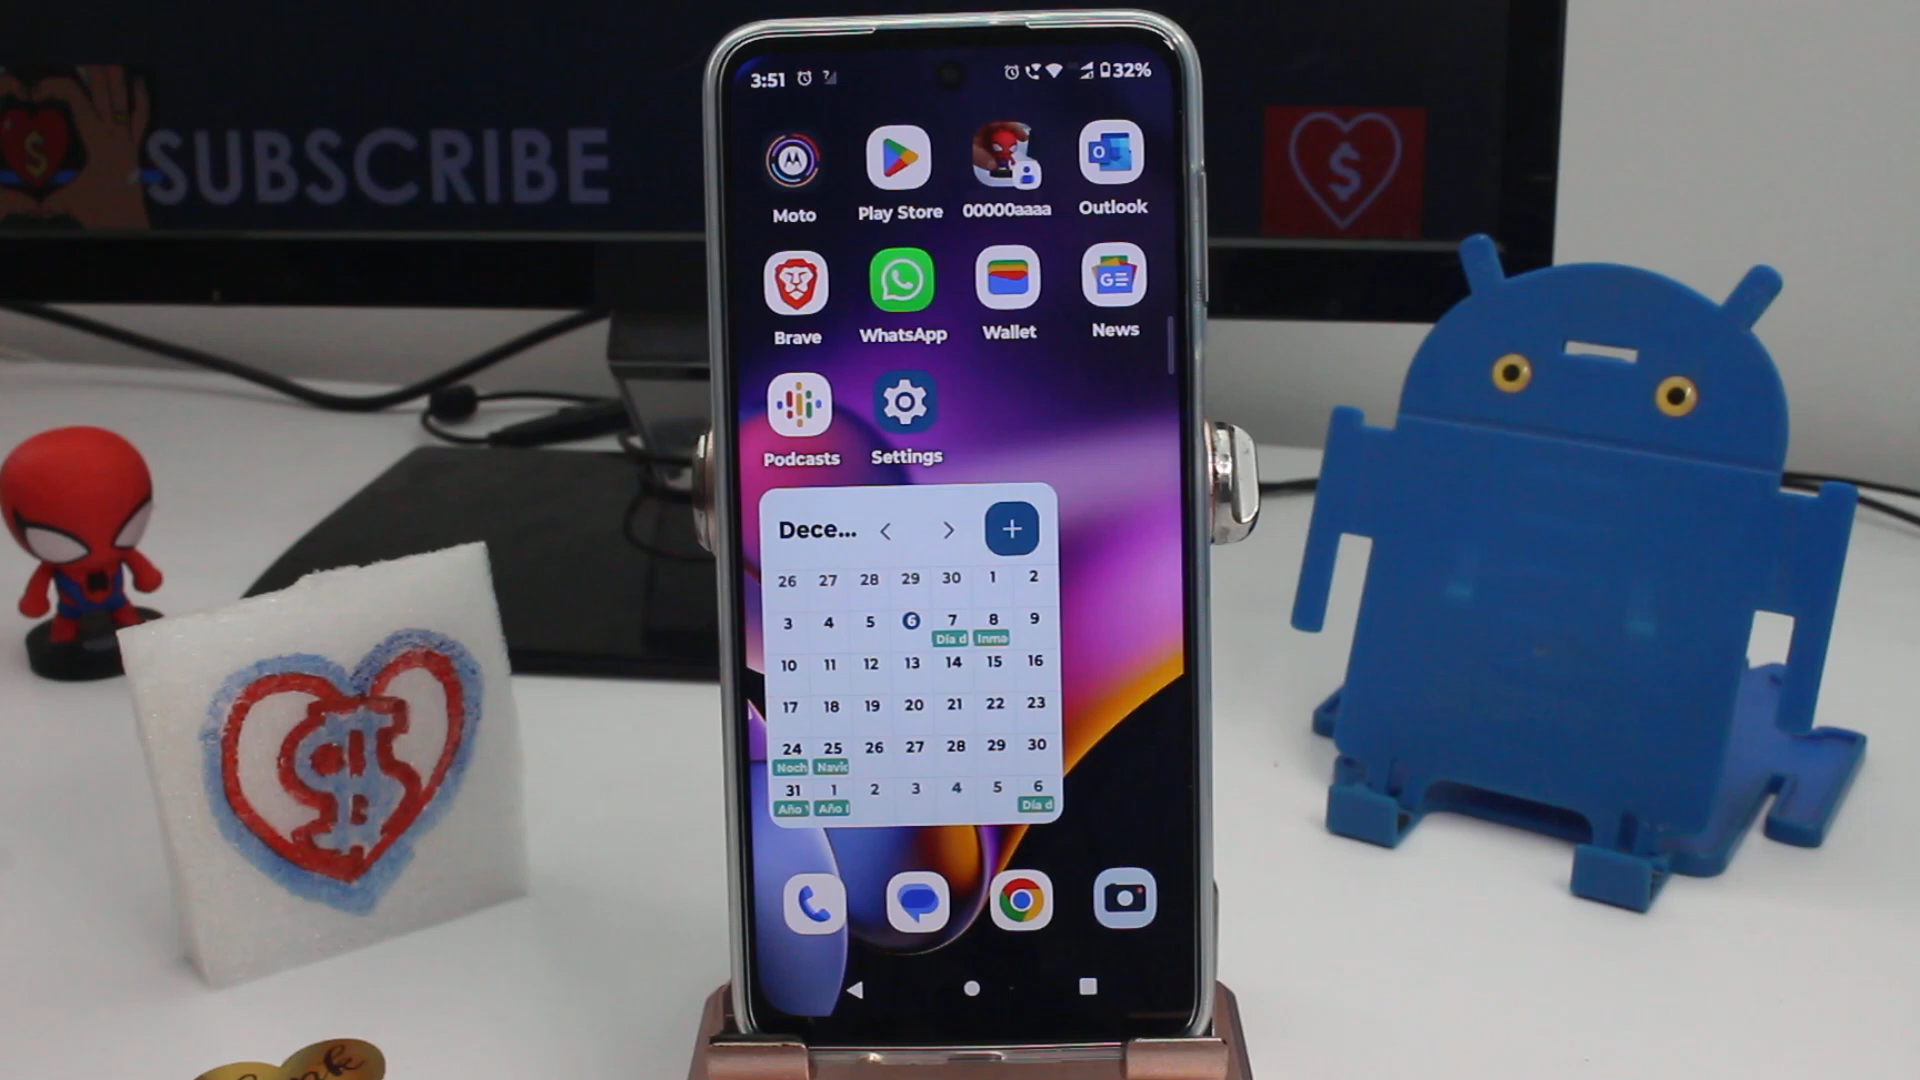 SUBSCRIBE
$
$
3:51
32%
Moto
Play Store
00000aaaa
Outlook
Brave
WhatsApp
Wallet
News
Podcasts
Settings
Dece...
26 27 28 29 30 1 2
3 4 5 6 7 8 9
Día d Inma
10 11 12 13 14 15 16
17 18 19 20 21 22 23
24 25 26 27 28 29 30
Noch Navid
31 1 2 3 4 5 6
Año Año Día d
$